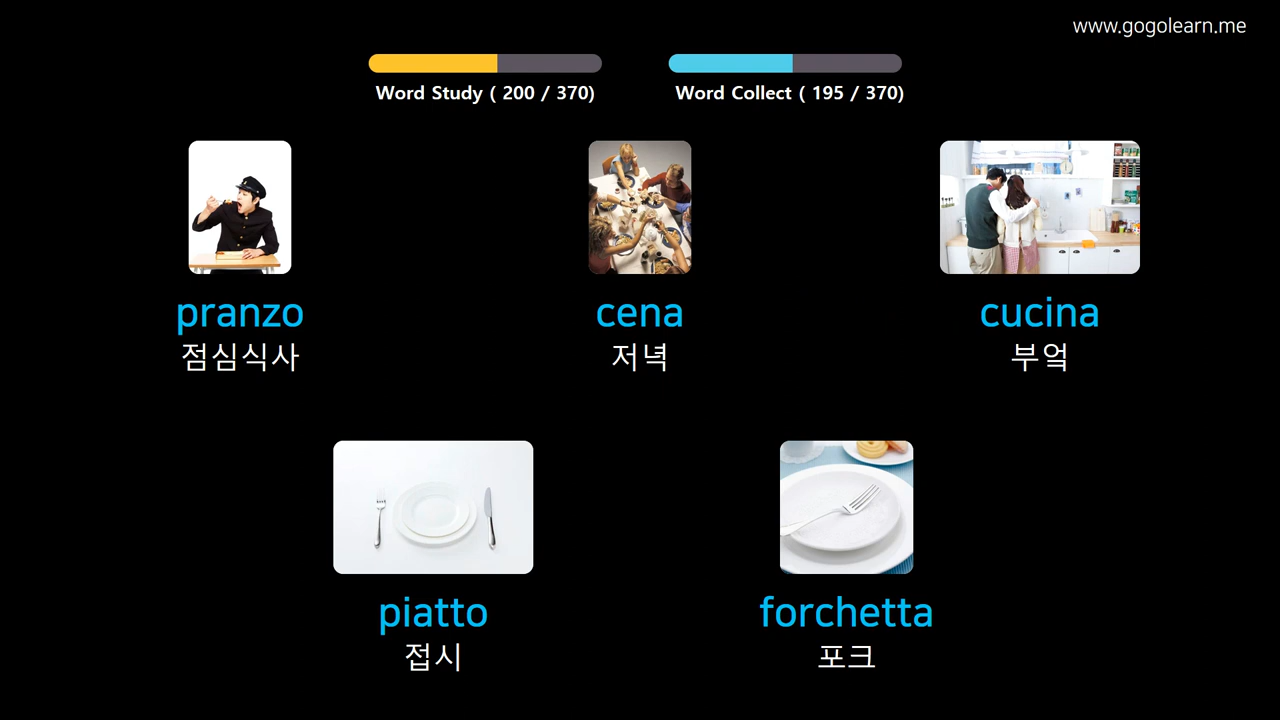 www.gogolearn.me
Word Study ( 200 / 370)
Word Collect ( 195 / 370)
pranzo
점심식사
cena
저녁
cucina
부엌
piatto
접시
forchetta
포크